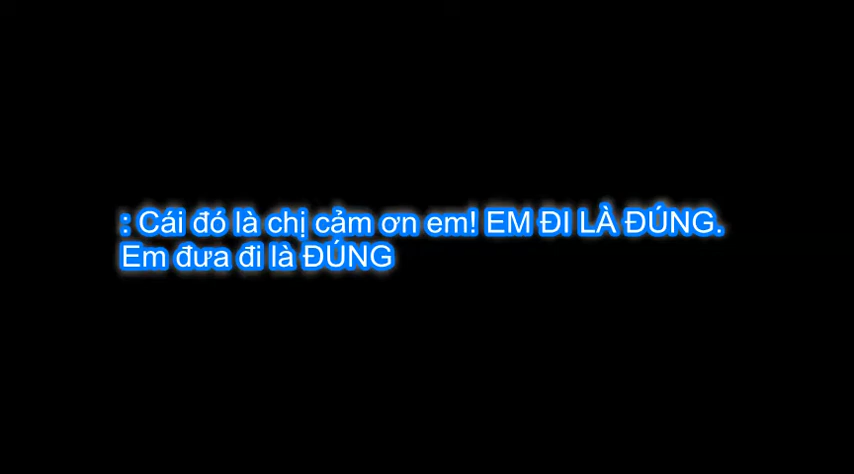 : Cái đó là chị cảm ơn em! EM ĐI LÀ ĐÚNG.
Em đưa đi là ĐÚNG